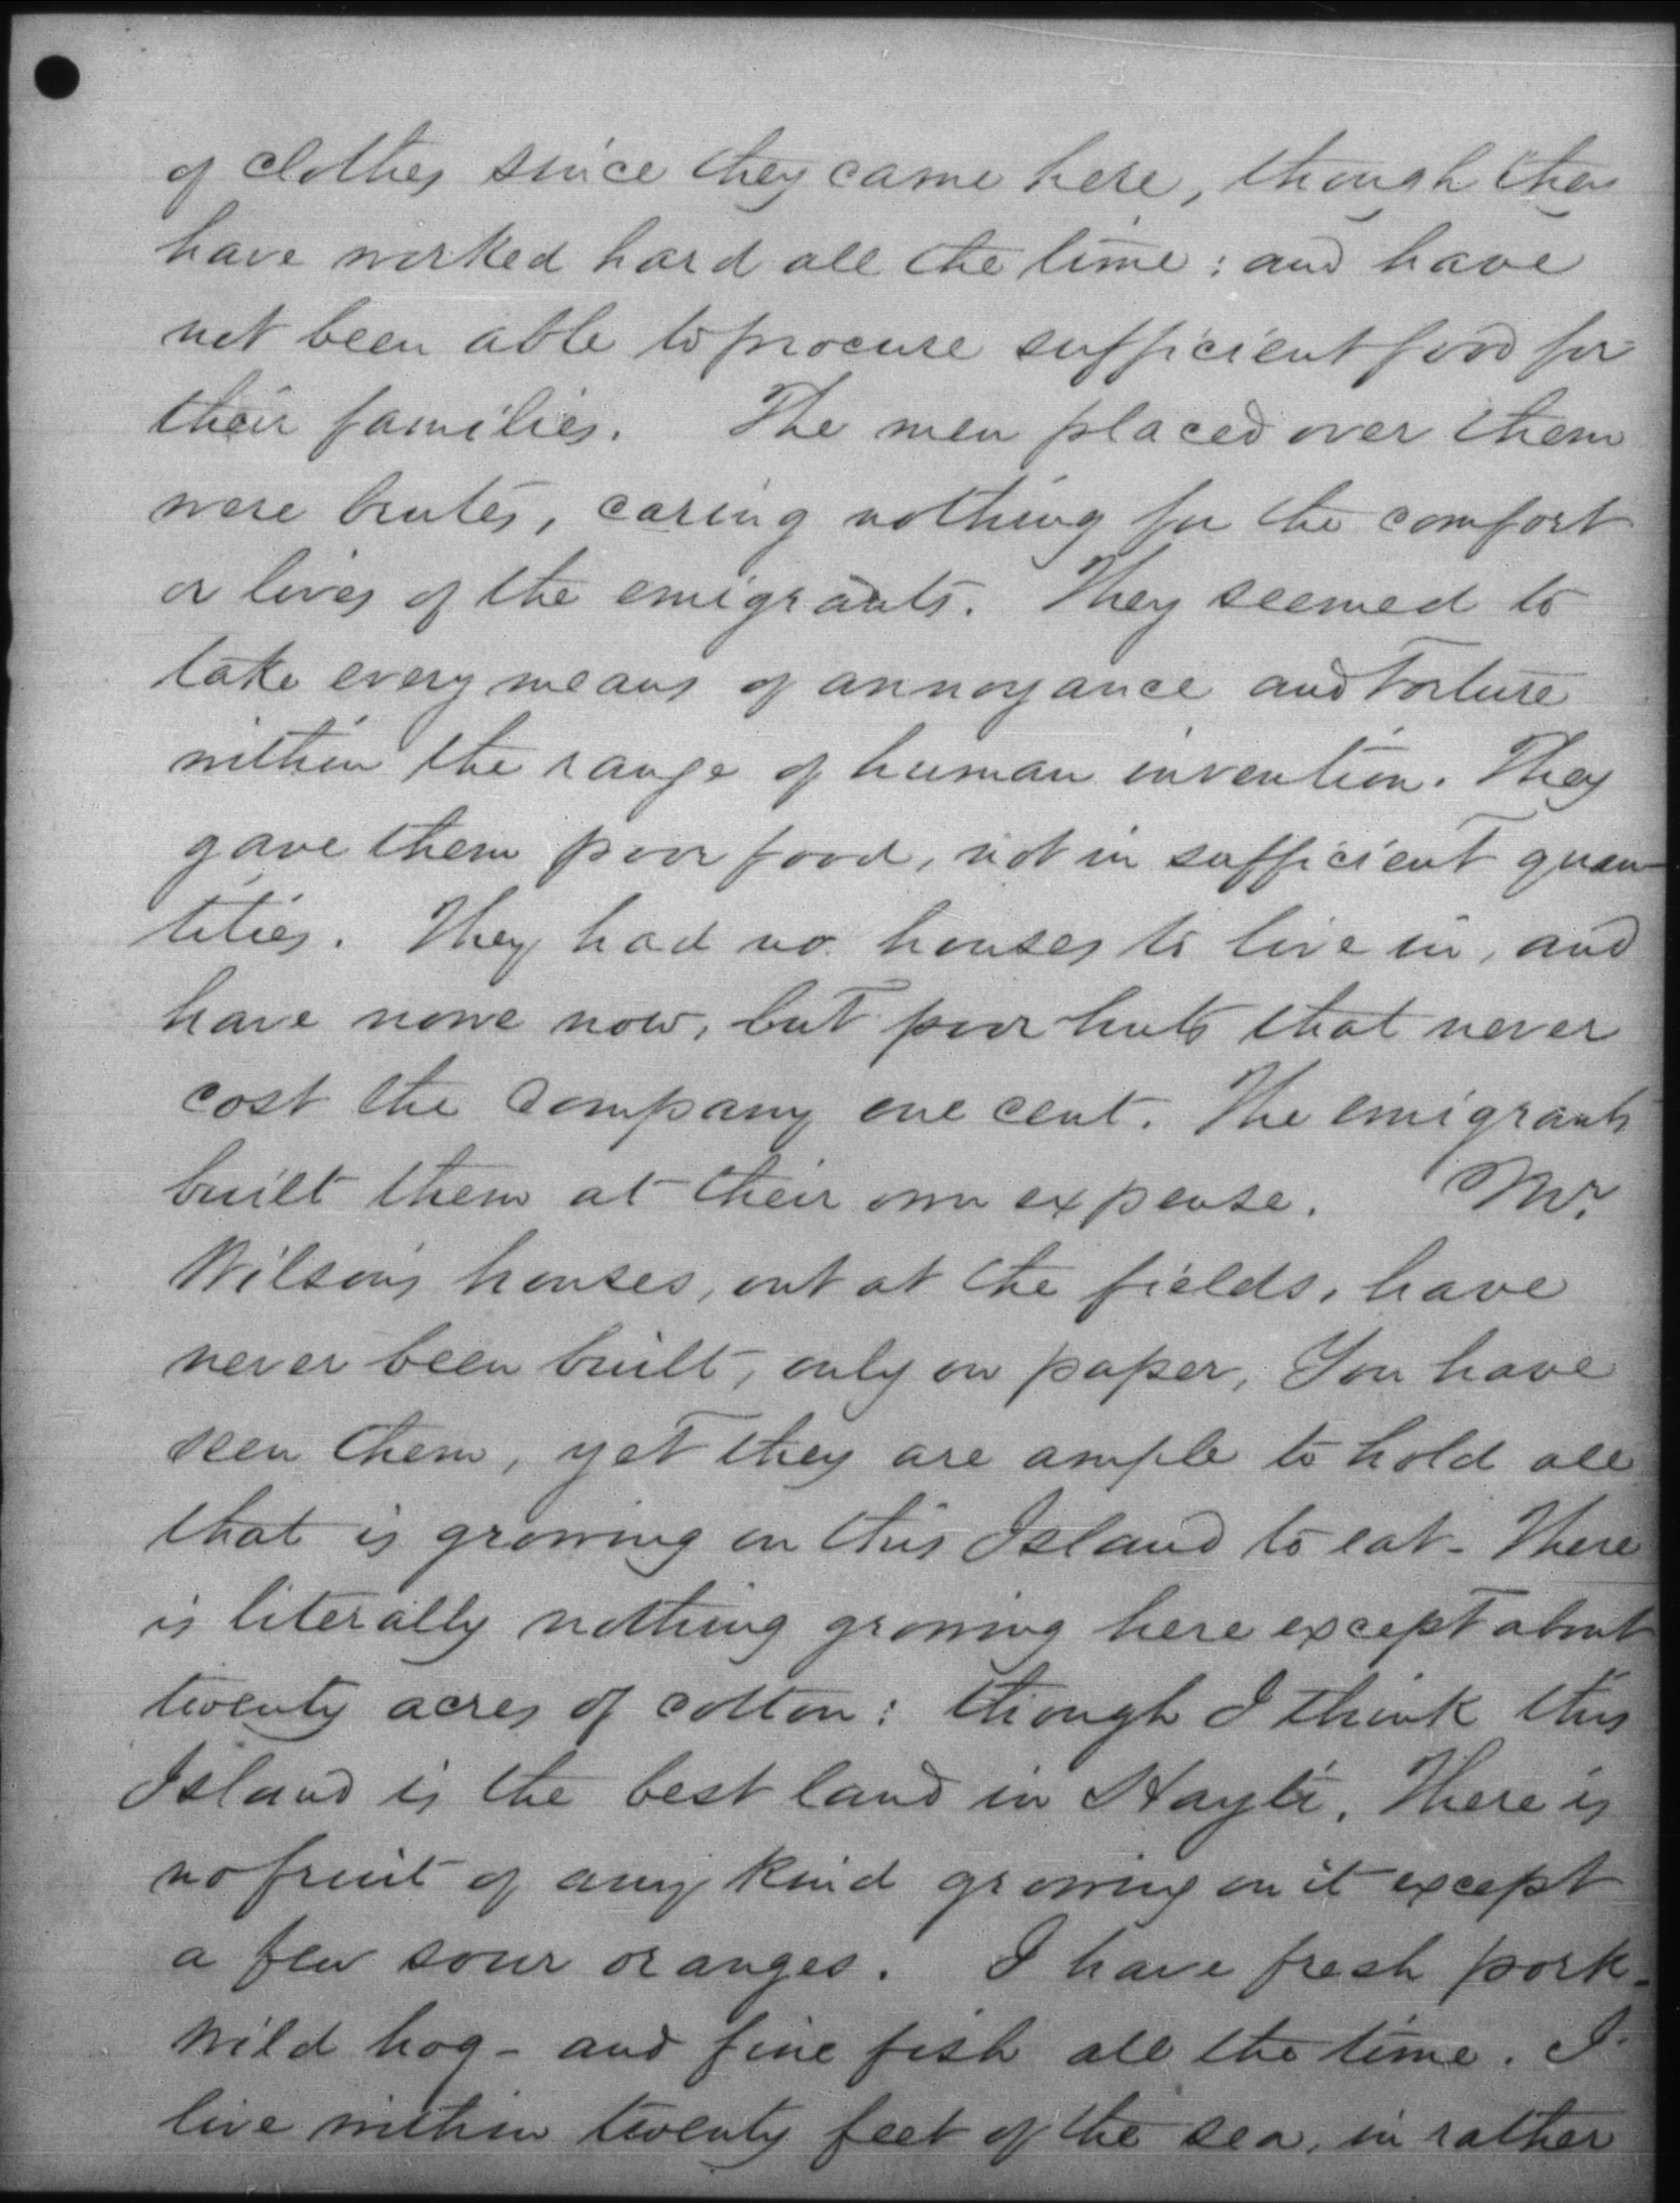 of clothes since they came here, though they
have worked hard all the time: and have
not been able to procure sufficient food for
their families. The men placed over them
were brutes, caring nothing for the comfort
or lives of the emigrants. They seemed to
take every means of annoyance and torture
within the range of human invention. They
gave them poor food, not in sufficient quan-
tities. They had no houses to live in, and
have none now, but poor huts that never
cost the Company one cent. The emigrants
built them at their own expense. Mr.
Wilson's houses, out at the fields, have
never been built, only on paper, You have
seen them, yet they are ample to hold all
that is growing on this Island to eat - There
is literally nothing growing here except about
twenty acres of cotton: though I think this
Island is the best land in Hayti. There is
no fruit of any kind growing on it except
a few sour oranges. I have fresh pork -
wild hog - and fine fish all the time. I
live within twenty feet of the sea, in rather